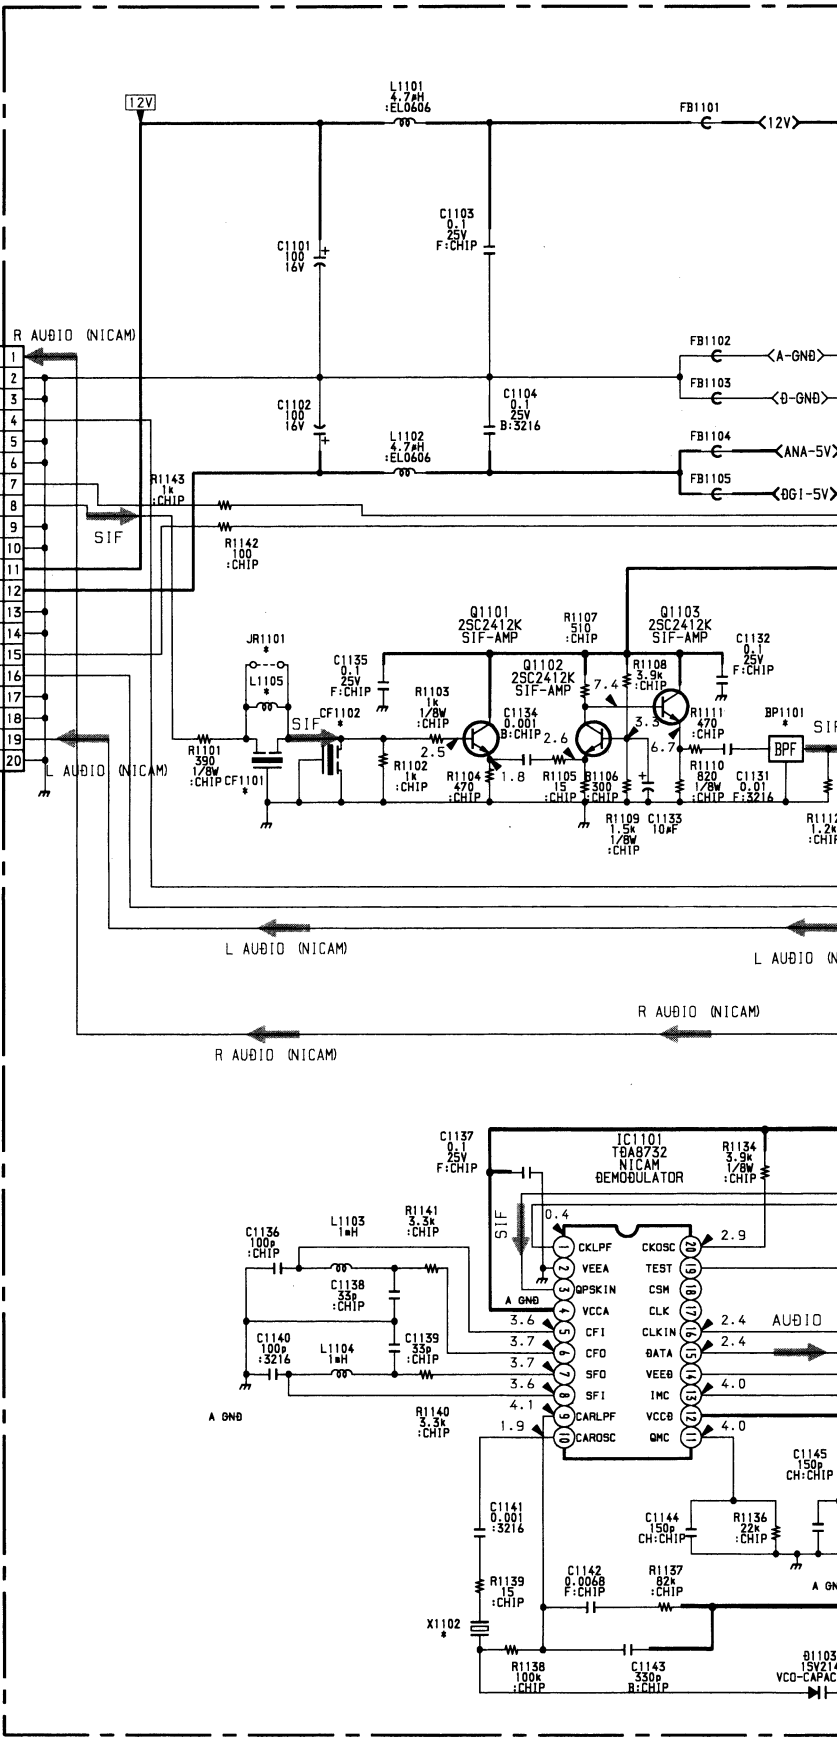 12V
L1101
4.7µH
:EL0606
FB1101
<12V>
C1103
0.1
25V
F:CHIP
C1101
100
16V
+
R AUDIO (NICAM)
1
2
3
4
5
6
7
8
9
10
11
12
13
14
15
16
17
18
19
20
FB1102
<A-GND>
FB1103
<D-GND>
C1102
100
16V
+
C1104
0.1
25V
B:3216
L1102
4.7µH
:EL0606
FB1104
<ANA-5V>
FB1105
<DGI-5V>
R1143
1k
:CHIP
SIF
R1142
100
:CHIP
Q1101
2SC2412K
SIF-AMP
R1107
510
:CHIP
Q1103
2SC2412K
SIF-AMP
C1132
0.1
25V
F:CHIP
JR1101
*
L1105
*
C1135
0.1
25V
F:CHIP
Q1102
2SC2412K
SIF-AMP
R1108
3.9k
:CHIP
7.4
R1103
1k
1/8W
:CHIP
CF1102
*
C1134
0.001
B:CHIP
SIF
2.5
2.6
3.3
6.7
R1111
470
:CHIP
BP1101
*
BPF
SIF
R1101
390
1/8W
:CHIP
CF1101
*
L AUDIO (NICAM)
R1102
1k
:CHIP
R1104
470
:CHIP
1.8
R1105
15
:CHIP
R1106
300
:CHIP
+
R1110
820
1/8W
:CHIP
C1131
0.01
F:3216
R1109
1.5k
1/8W
:CHIP
C1133
10µF
R1112
1.2k
:CHIP
L AUDIO (NICAM)
L AUDIO (N
R AUDIO (NICAM)
R AUDIO (NICAM)
C1137
0.1
25V
F:CHIP
IC1101
TDA8732
NICAM
DEMODULATOR
R1134
3.9k
1/8W
:CHIP
SIF
0.4
2.9
C1136
100p
:CHIP
L1103
1mH
R1141
3.3k
:CHIP
C1138
33p
:CHIP
A GND
1 CKLPF
2 VEEA
3 QPSKIN
4 VCCA
5 CFI
6 CFO
7 SFO
8 SFI
9 CARLPF
10 CAROSC
CKOSC 20
TEST 19
CSM 18
CLK 17
CLKIN 16
DATA 15
VEED 14
IMC 13
VCCD 12
QMC 11
3.6
3.7
3.7
3.6
4.1
1.9
2.4
2.4
4.0
4.0
AUDIO
C1140
100p
:3216
L1104
1mH
C1139
33p
:CHIP
A GND
R1140
3.3k
:CHIP
C1145
150p
CH:CHIP
C1141
0.001
:3216
C1144
150p
CH:CHIP
R1136
22k
:CHIP
R1139
15
:CHIP
C1142
0.0068
F:CHIP
R1137
82k
:CHIP
A GN
X1102
*
R1138
100k
:CHIP
C1143
330p
B:CHIP
D1103
1SV214
VCO-CAPAC